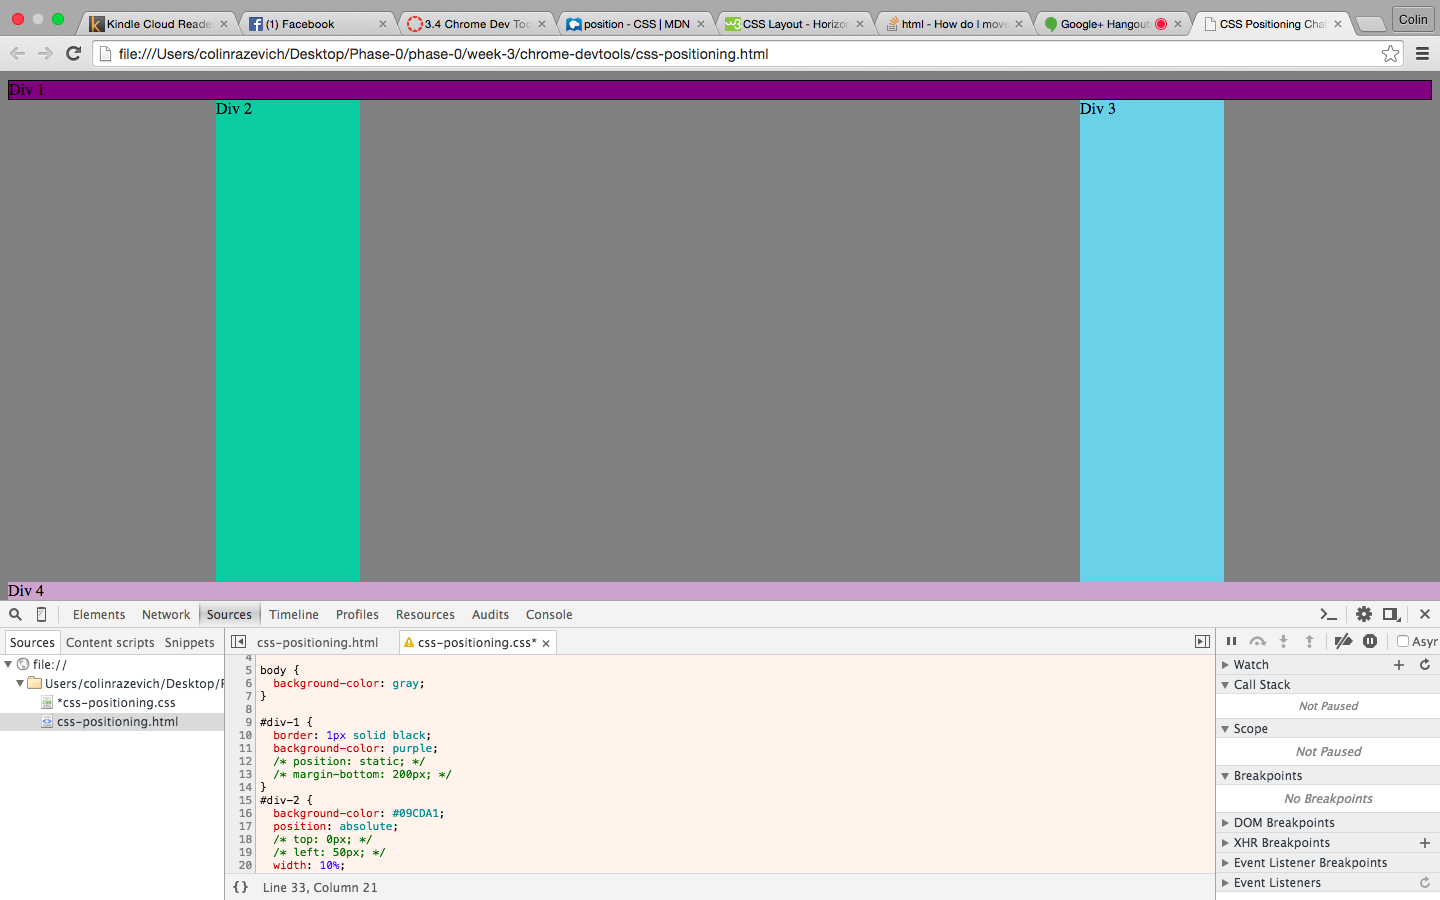 Kindle Cloud Reade
(1) Facebook
3.4 Chrome Dev Too
position - CSS | MDN
CSS Layout - Horizon
html - How do I move
Google+ Hangouts
CSS Positioning Chal
Colin
file:///Users/colinrazevich/Desktop/Phase-0/phase-0/week-3/chrome-devtools/css-positioning.html
Div 1
Div 2
Div 3
Div 4
Elements Network Sources Timeline Profiles Resources Audits Console
Sources Content scripts Snippets
css-positioning.html
css-positioning.css*
Asyr
file://
Users/colinrazevich/Desktop/F
*css-positioning.css
css-positioning.html
4
5 body {
6 background-color: gray;
7 }
8
9 #div-1 {
10 border: 1px solid black;
11 background-color: purple;
12 /* position: static; */
13 /* margin-bottom: 200px; */
14 }
15 #div-2 {
16 background-color: #09CDA1;
17 position: absolute;
18 /* top: 0px; */
19 /* left: 50px; */
20 width: 10%;
{} Line 33, Column 21
Watch
Call Stack
Not Paused
Scope
Not Paused
Breakpoints
No Breakpoints
DOM Breakpoints
XHR Breakpoints
Event Listener Breakpoints
Event Listeners